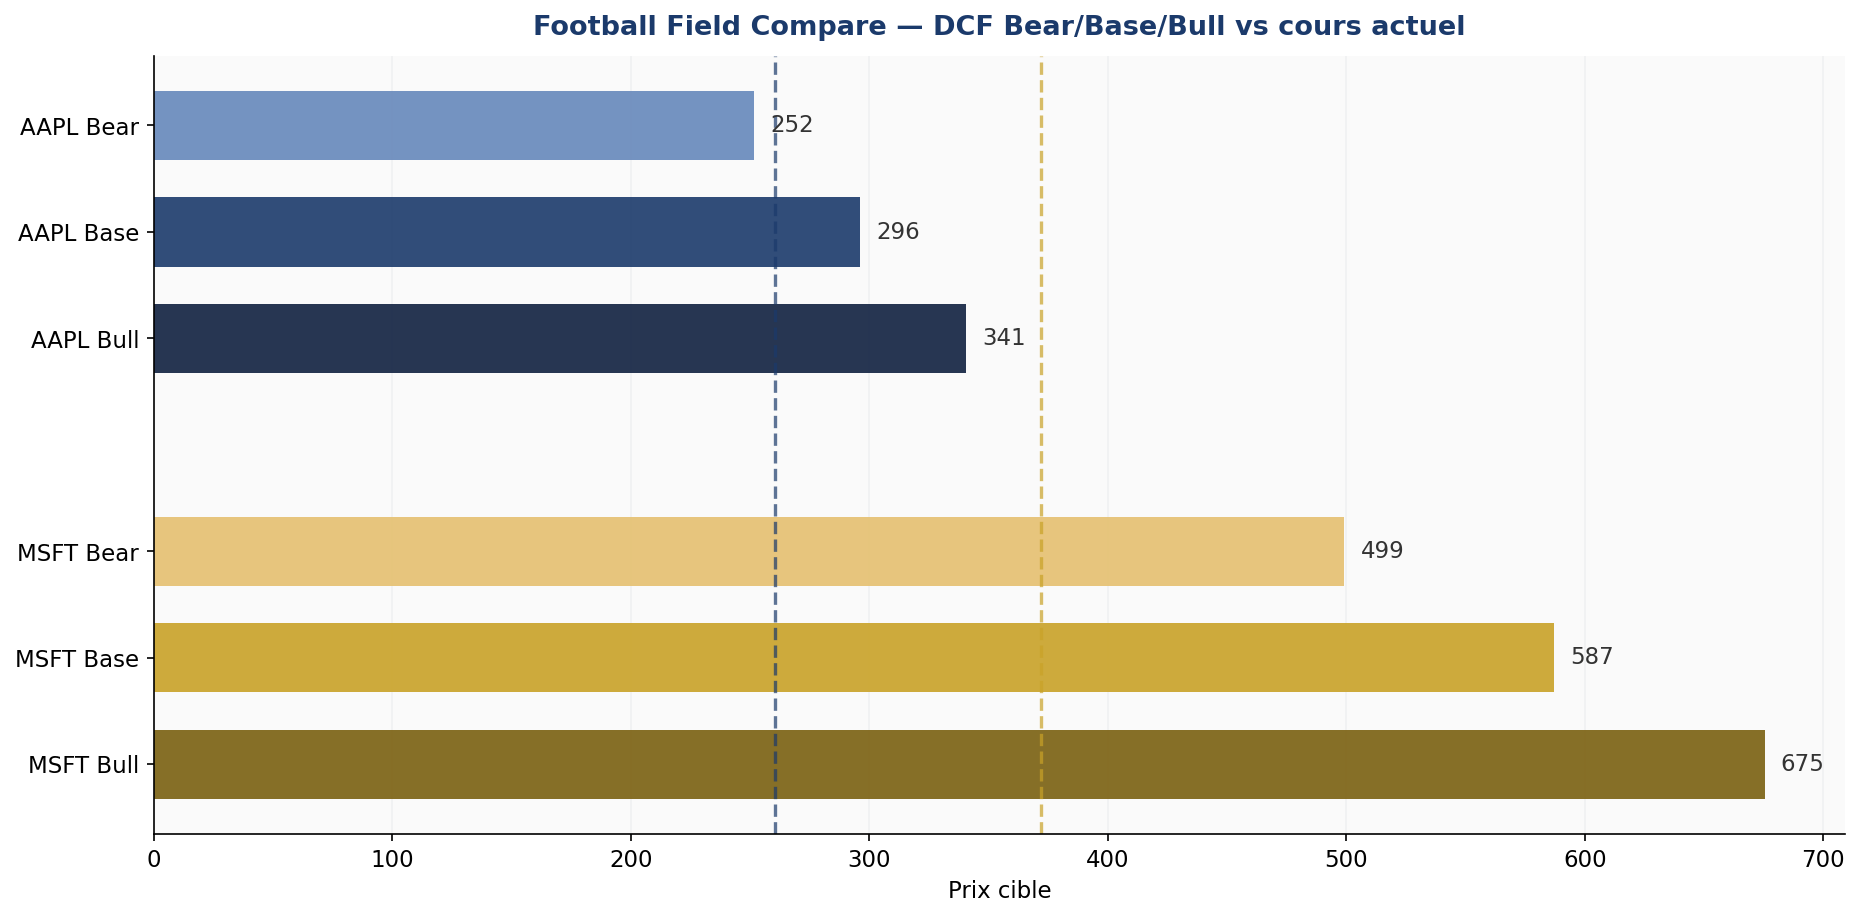 Football Field Compare — DCF Bear/Base/Bull vs cours actuel
AAPL Bear
252
AAPL Base
296
AAPL Bull
341
MSFT Bear
499
MSFT Base
587
MSFT Bull
675
0 100 200 300 400 500 600 700
Prix cible